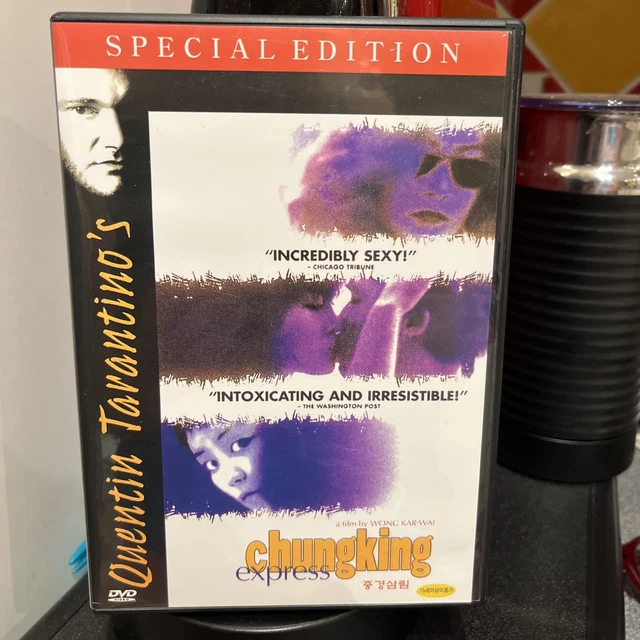 SPECIAL EDITION
Quentin Tarantino's
"INCREDIBLY SEXY!"
- CHICAGO TRIBUNE
"INTOXICATING AND IRRESISTIBLE!"
- THE WASHINGTON POST
a film by WONG KAR-WAI
chungking
express
중경삼림
DVD
VIDEO